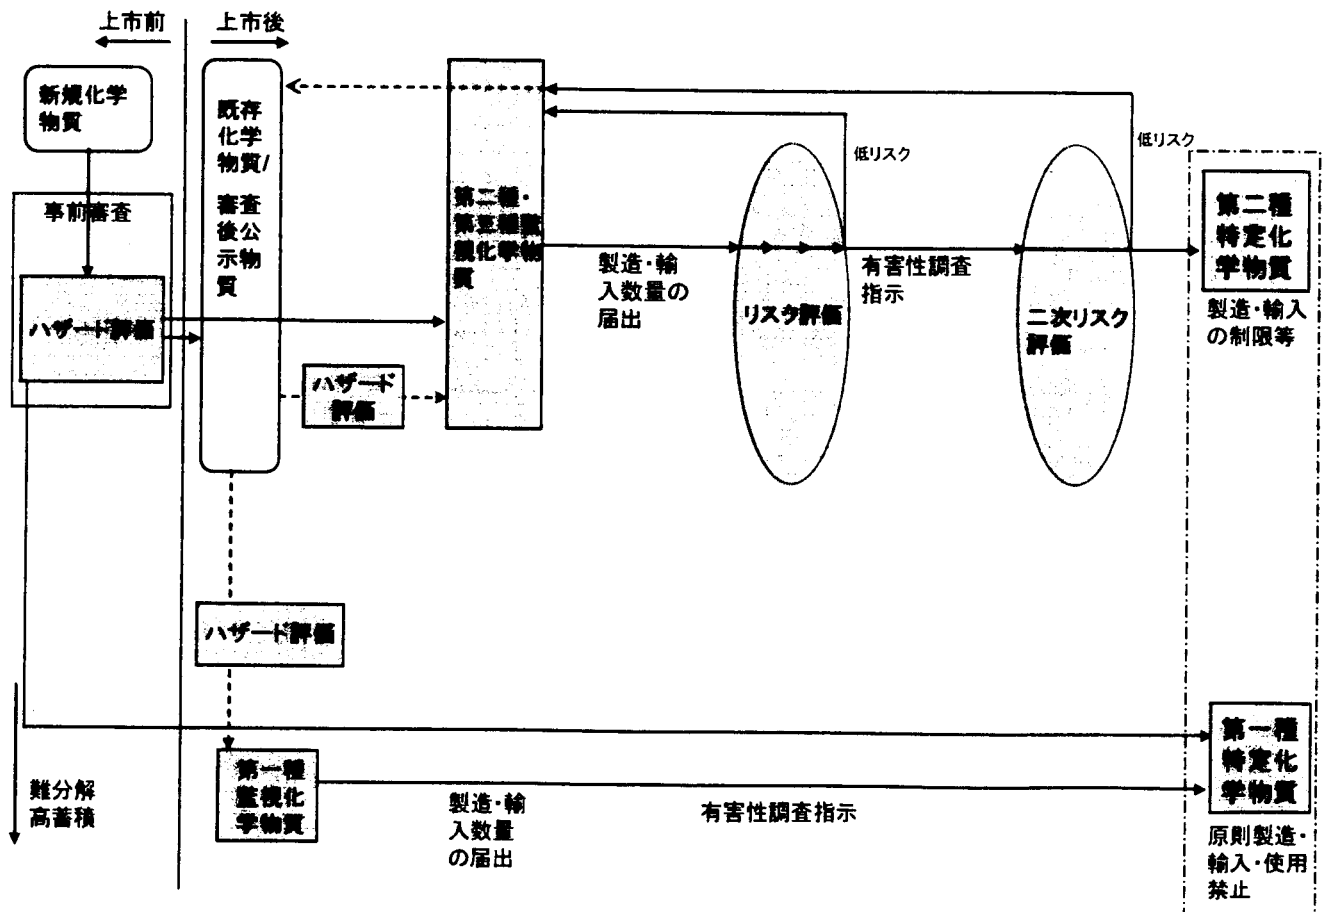 上市前
上市後
新規化学
物質
事前審査
ハザード評価
既存
化学
物質/
審査
後公
示物
質
第二種・
第三種監
視化学物
質
ハザード
評価
製造・輸
入数量の
届出
リスク評価
低リスク
有害性調査
指示
二次リスク
評価
低リスク
第二種
特定化
学物質
製造・輸入
の制限等
ハザード評価
難分解
高蓄積
第一種
監視化
学物質
製造・輸
入数量
の届出
有害性調査指示
第一種
特定化
学物質
原則製造・
輸入・使用
禁止